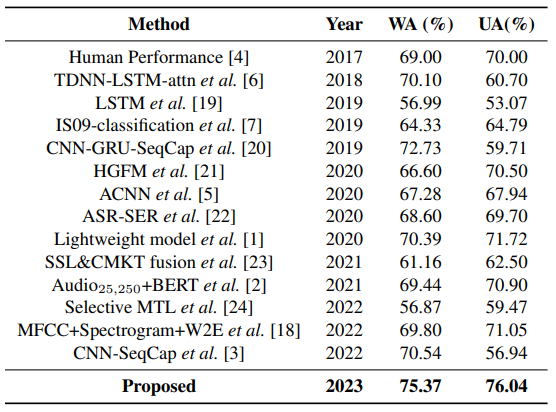 Method Year WA (%) UA(%)
Human Performance [4] 2017 69.00 70.00
TDNN-LSTM-attn et al. [6] 2018 70.10 60.70
LSTM et al. [19] 2019 56.99 53.07
IS09-classification et al. [7] 2019 64.33 64.79
CNN-GRU-SeqCap et al. [20] 2019 72.73 59.71
HGFM et al. [21] 2020 66.60 70.50
ACNN et al. [5] 2020 67.28 67.94
ASR-SER et al. [22] 2020 68.60 69.70
Lightweight model et al. [1] 2020 70.39 71.72
SSL&CMKT fusion et al. [23] 2021 61.16 62.50
Audio25,250+BERT et al. [2] 2021 69.44 70.90
Selective MTL et al. [24] 2022 56.87 59.47
MFCC+Spectrogram+W2E et al. [18] 2022 69.80 71.05
CNN-SeqCap et al. [3] 2022 70.54 56.94
Proposed 2023 75.37 76.04